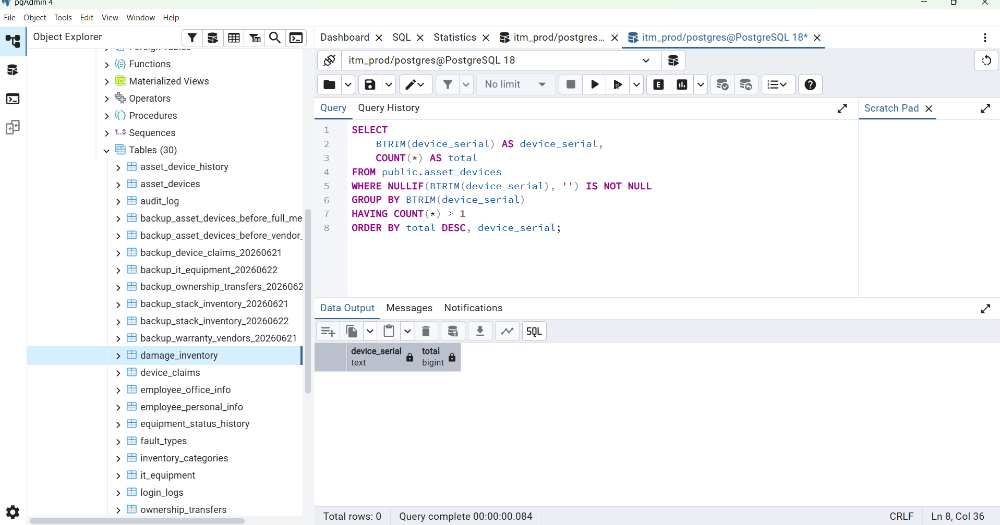 pgAdmin 4
File Object Tools Edit View Window Help
Object Explorer
Dashboard
SQL
Statistics
itm_prod/postgres...
itm_prod/postgres@PostgreSQL 18*
Foreign Tables
Functions
Materialized Views
Operators
Procedures
1..3 Sequences
Tables (30)
asset_device_history
asset_devices
audit_log
backup_asset_devices_before_full_me
backup_asset_devices_before_vendor_
backup_device_claims_20260621
backup_it_equipment_20260622
backup_ownership_transfers_2026062
backup_stack_inventory_20260621
backup_stack_inventory_20260622
backup_warranty_vendors_20260621
damage_inventory
device_claims
employee_office_info
employee_personal_info
equipment_status_history
fault_types
inventory_categories
it_equipment
login_logs
ownership_transfers
itm_prod/postgres@PostgreSQL 18
No limit
E
Query Query History
Scratch Pad
1 SELECT
2 BTRIM(device_serial) AS device_serial,
3 COUNT(*) AS total
4 FROM public.asset_devices
5 WHERE NULLIF(BTRIM(device_serial), '') IS NOT NULL
6 GROUP BY BTRIM(device_serial)
7 HAVING COUNT(*) > 1
8 ORDER BY total DESC, device_serial;
Data Output Messages Notifications
SQL
device_serial total
text bigint
Total rows: 0 Query complete 00:00:00.084 CRLF Ln 8, Col 36